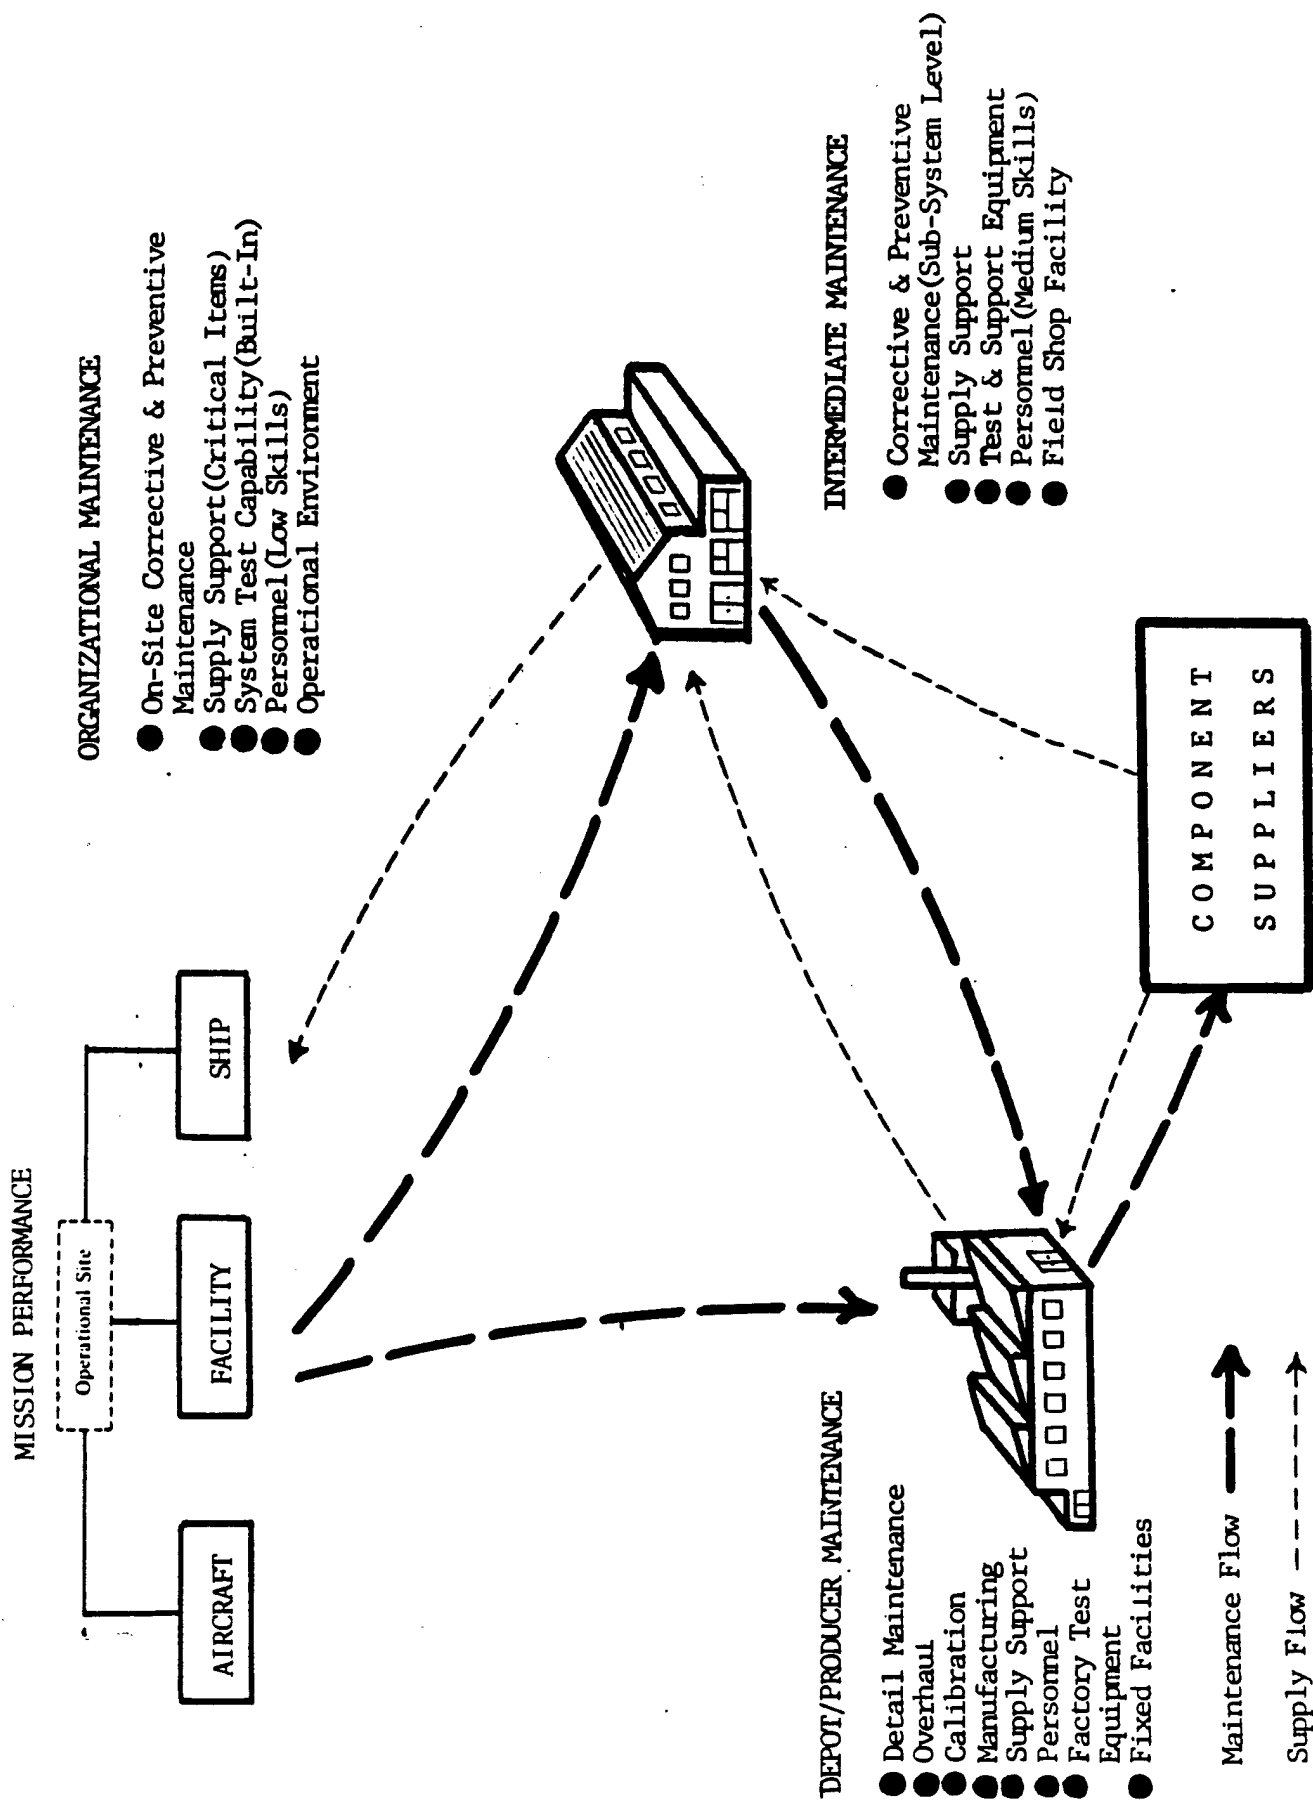 MISSION PERFORMANCE
Operational Site
AIRCRAFT
FACILITY
SHIP
ORGANIZATIONAL MAINTENANCE
● On-Site Corrective & Preventive
Maintenance
● Supply Support(Critical Items)
● System Test Capability(Built-In)
● Personnel(Low Skills)
● Operational Environment
DEPOT/PRODUCER MAINTENANCE
● Detail Maintenance
● Overhaul
● Calibration
● Manufacturing
● Supply Support
● Personnel
● Factory Test
Equipment
● Fixed Facilities
INTERMEDIATE MAINTENANCE
● Corrective & Preventive
Maintenance(Sub-System Level)
● Supply Support
● Test & Support Equipment
● Personnel(Medium Skills)
● Field Shop Facility
COMPONENT
SUPPLIERS
Maintenance Flow
Supply Flow